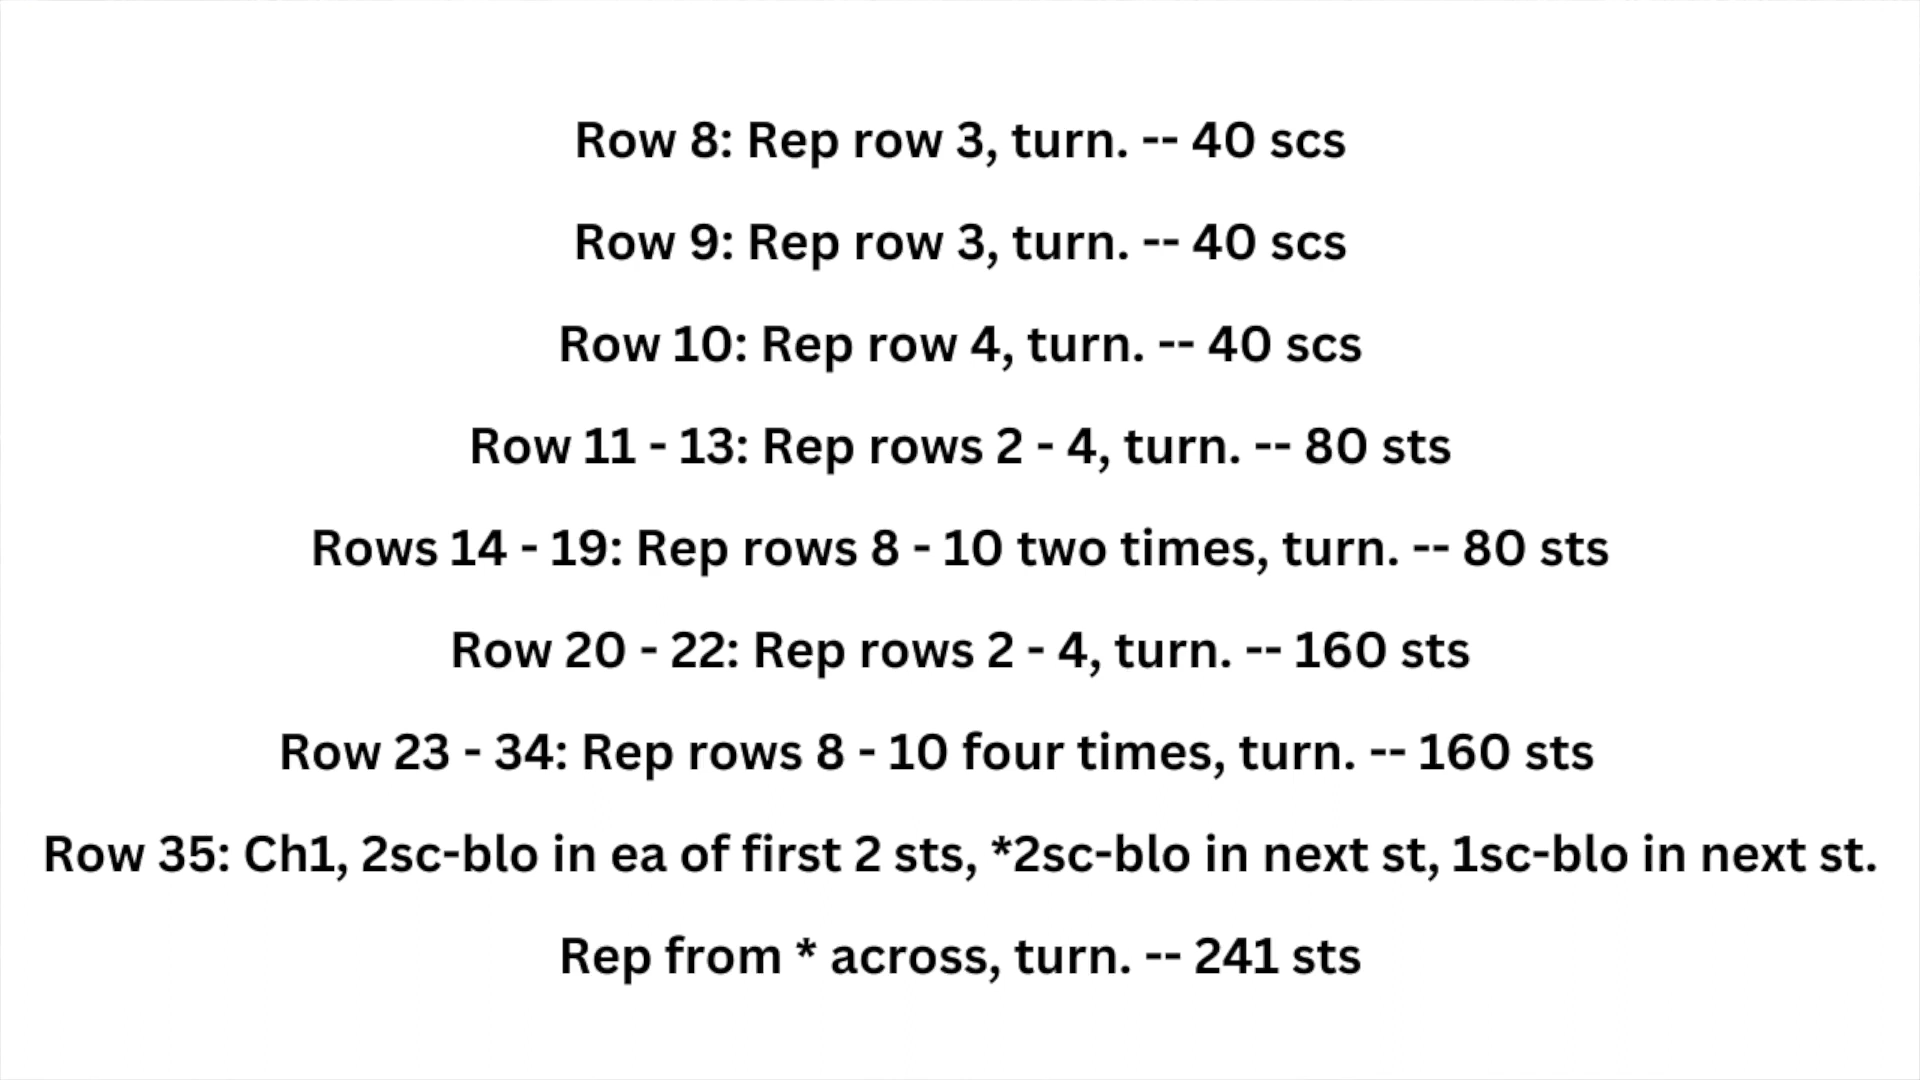 Row 8: Rep row 3, turn. -- 40 scs
Row 9: Rep row 3, turn. -- 40 scs
Row 10: Rep row 4, turn. -- 40 scs
Row 11 - 13: Rep rows 2 - 4, turn. -- 80 sts
Rows 14 - 19: Rep rows 8 - 10 two times, turn. -- 80 sts
Row 20 - 22: Rep rows 2 - 4, turn. -- 160 sts
Row 23 - 34: Rep rows 8 - 10 four times, turn. -- 160 sts
Row 35: Ch1, 2sc-blo in ea of first 2 sts, *2sc-blo in next st, 1sc-blo in next st.
Rep from * across, turn. -- 241 sts